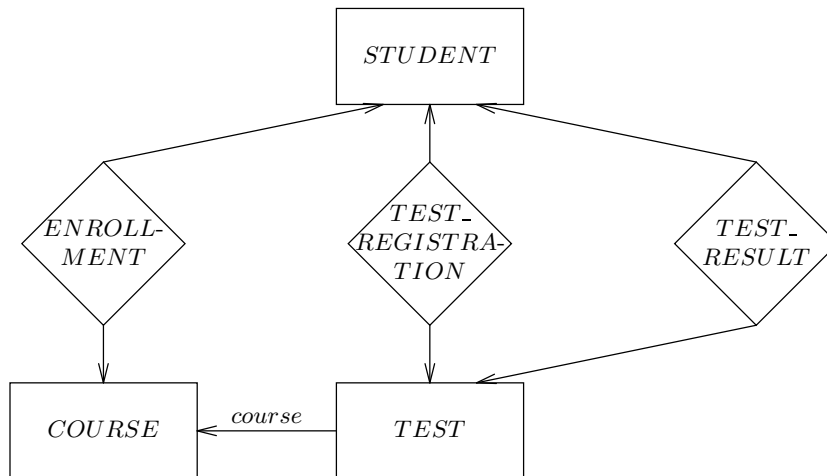 STUDENT
ENROLL-
MENT
TEST_
REGISTRA-
TION
TEST_
RESULT
course
COURSE
TEST